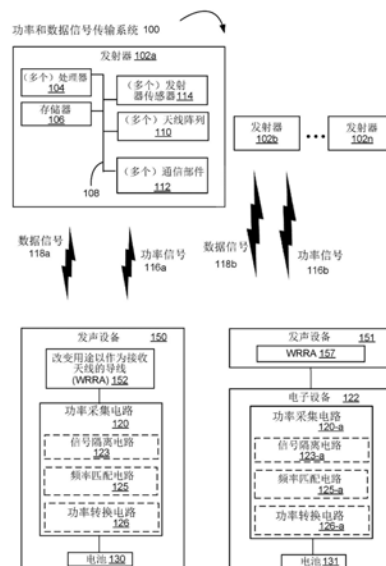 功率和数据信号传输系统 100
发射器 102a
(多个)处理器
104
存储器
106
108
(多个)发射
器传感器 114
(多个)天线阵列
110
(多个)通信部件
112
发射器
102b
发射器
102n
数据信号
118a
功率信号
116a
数据信号
118b
功率信号
116b
发声设备 150
改变用途以作为接收
天线的导线
(WRRA) 152
功率采集电路
120
信号隔离电路
123
频率匹配电路
125
功率转换电路
126
电池 130
发声设备 151
WRRA 157
电子设备 122
功率采集电路
120-a
信号隔离电路
123-a
频率匹配电路
125-a
功率转换电路
126-a
电池 131